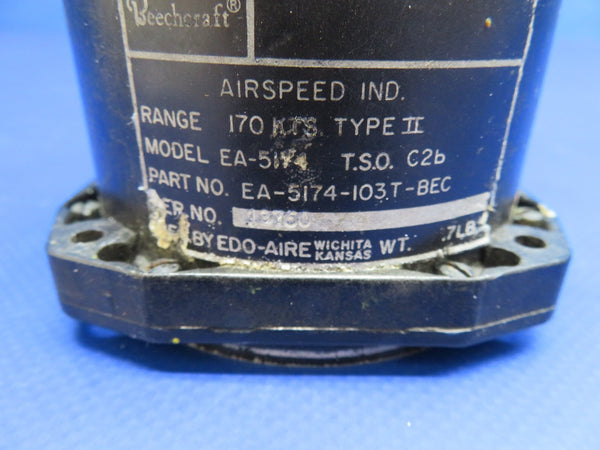 Beechcraft®
AIRSPEED IND.
RANGE 170 KTS. TYPE II
MODEL EA-5174 T.S.O. C2b
PART NO. EA-5174-103T-BEC
SER NO.
BY EDO-AIRE WICHITA KANSAS WT. .7LB.